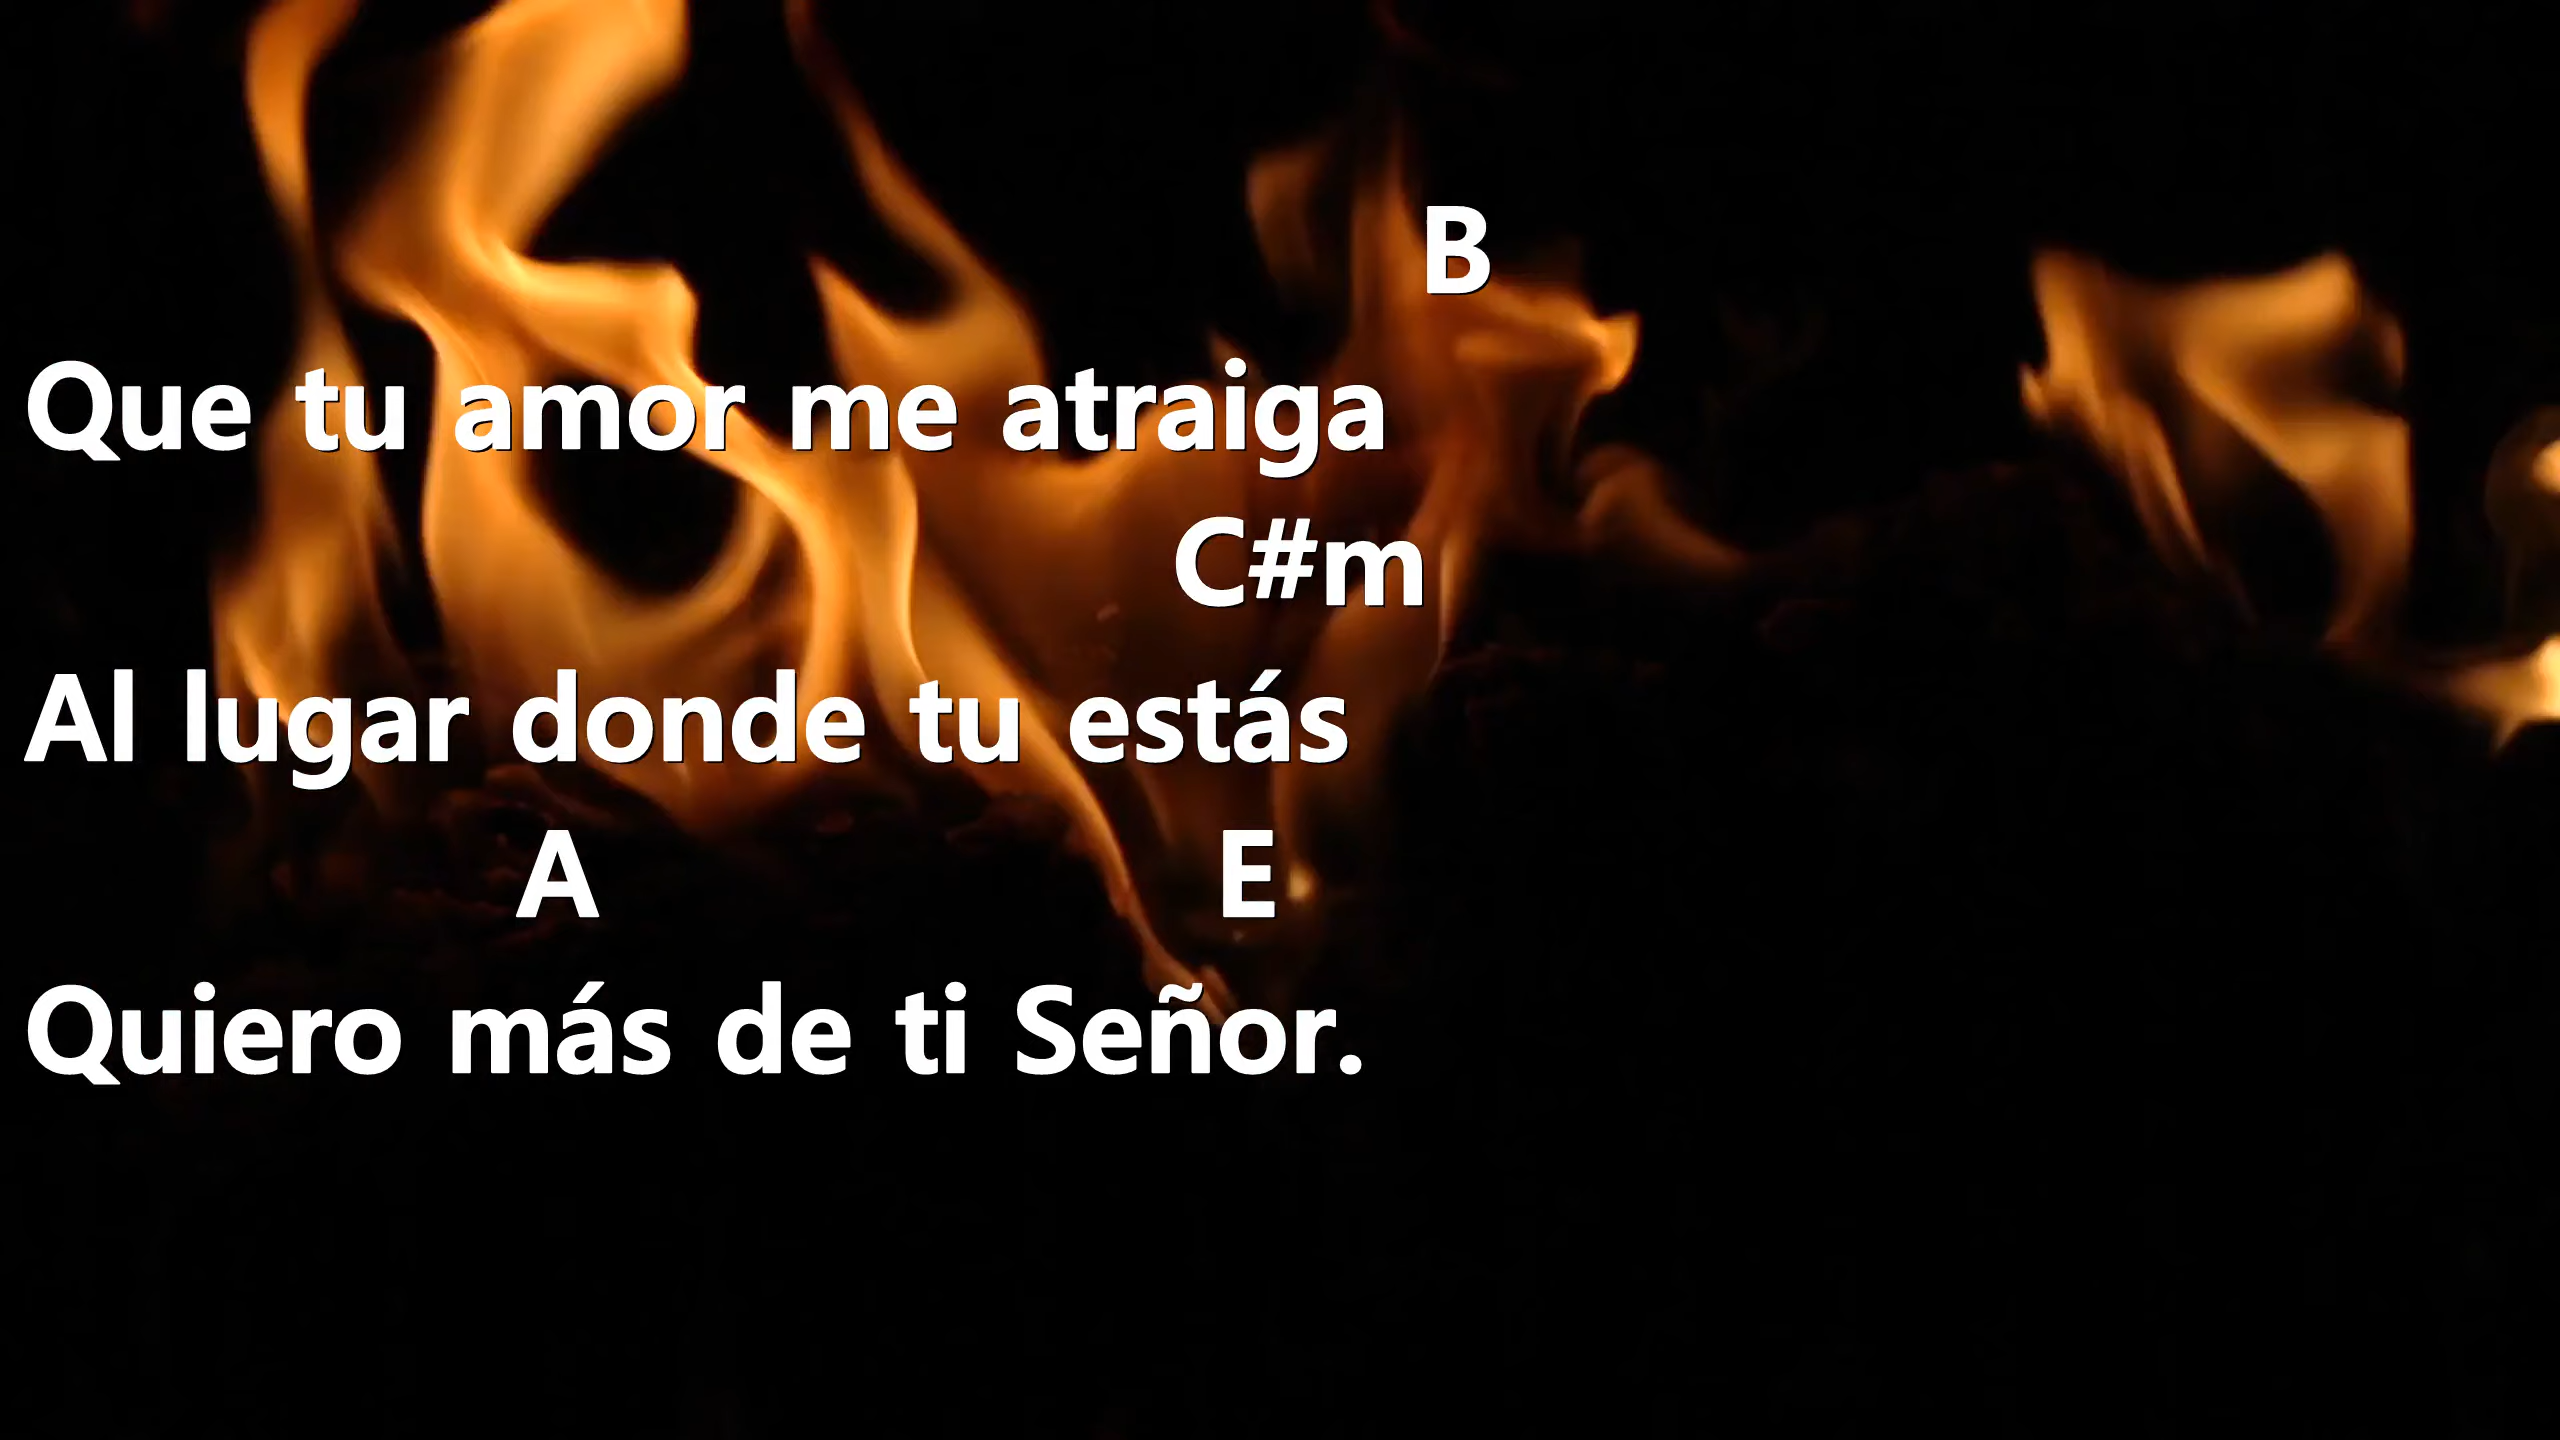 B
Que tu amor me atraiga
C#m
Al lugar donde tu estás
A E
Quiero más de ti Señor.